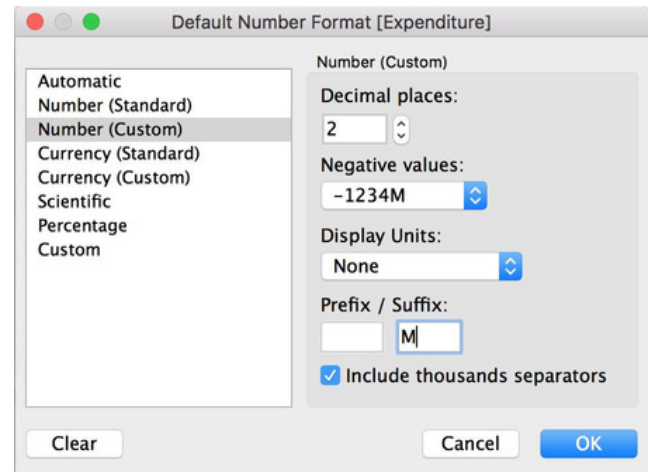 Default Number Format [Expenditure]
Automatic
Number (Standard)
Number (Custom)
Currency (Standard)
Currency (Custom)
Scientific
Percentage
Custom
Number (Custom)
Decimal places:
2
Negative values:
-1234M
Display Units:
None
Prefix / Suffix:
M
Include thousands separators
Clear
Cancel
OK